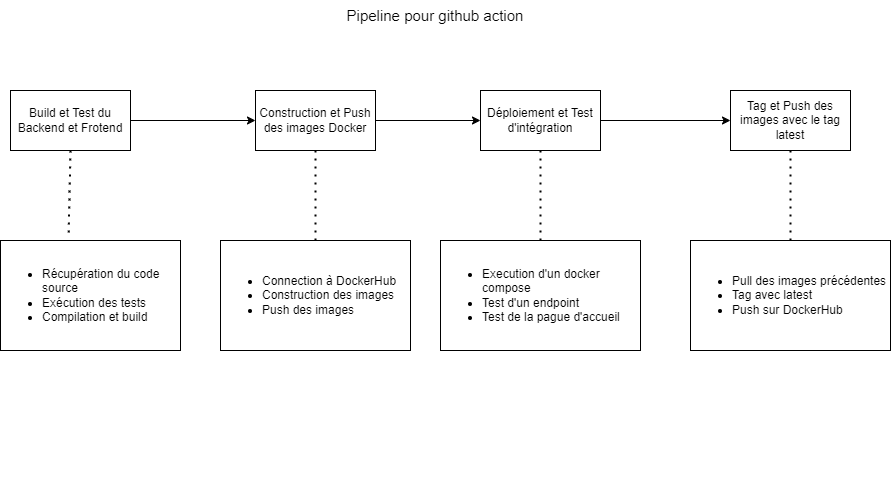 Pipeline pour github action
Build et Test du
Backend et Frotend
Construction et Push
des images Docker
Déploiement et Test
d'intégration
Tag et Push des
images avec le tag
latest
Récupération du code
source
Exécution des tests
Compilation et build
Connection à DockerHub
Construction des images
Push des images
Execution d'un docker
compose
Test d'un endpoint
Test de la pague d'accueil
Pull des images précédentes
Tag avec latest
Push sur DockerHub